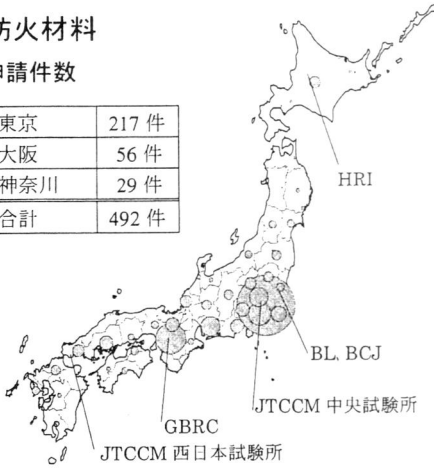 防火材料
申請件数
東京 217 件
大阪 56 件
神奈川 29 件
合計 492 件
HRI
BL, BCJ
JTCCM 中央試験所
GBRC
JTCCM 西日本試験所